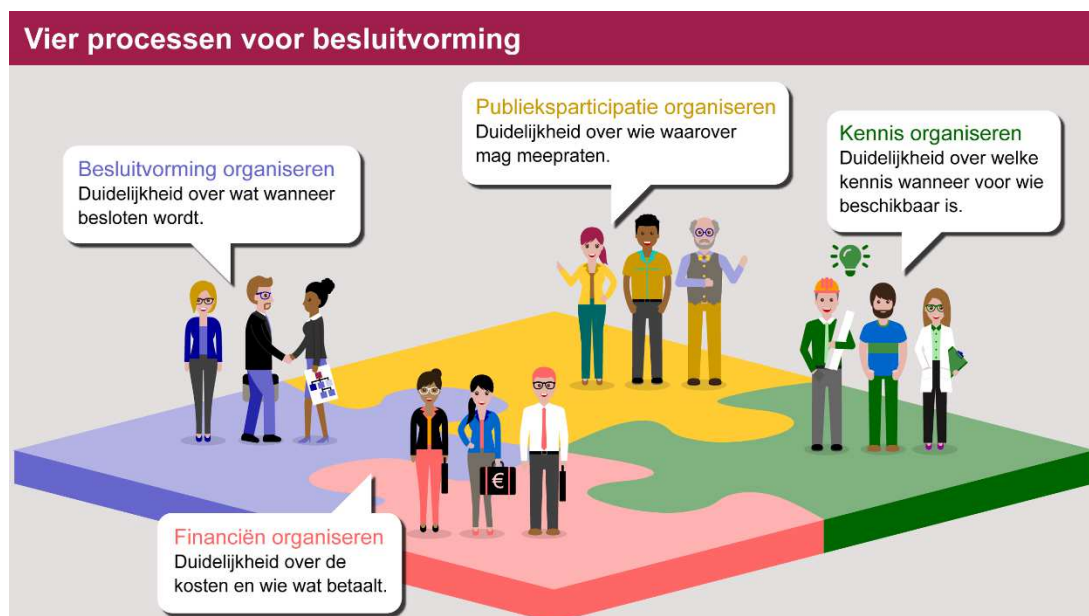 Vier processen voor besluitvorming
Publieksparticipatie organiseren
Duidelijkheid over wie waarover
mag meepraten.
Kennis organiseren
Duidelijkheid over welke
kennis wanneer voor wie
beschikbaar is.
Besluitvorming organiseren
Duidelijkheid over wat wanneer
besloten wordt.
€
Financiën organiseren
Duidelijkheid over de
kosten en wie wat betaalt.